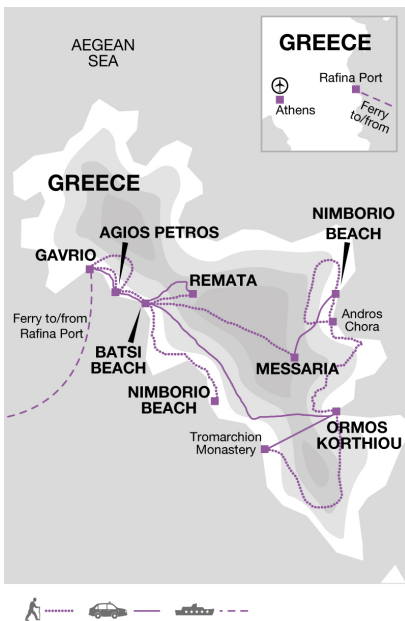 AEGEAN
SEA
GREECE
Rafina Port
Athens
Ferry
to/from
GREECE
NIMBORIO
BEACH
AGIOS PETROS
GAVRIO
REMATA
Ferry to/from
Rafina Port
Andros
Chora
BATSI
BEACH
MESSARIA
NIMBORIO
BEACH
ORMOS
KORTHIOU
Tromarchion
Monastery